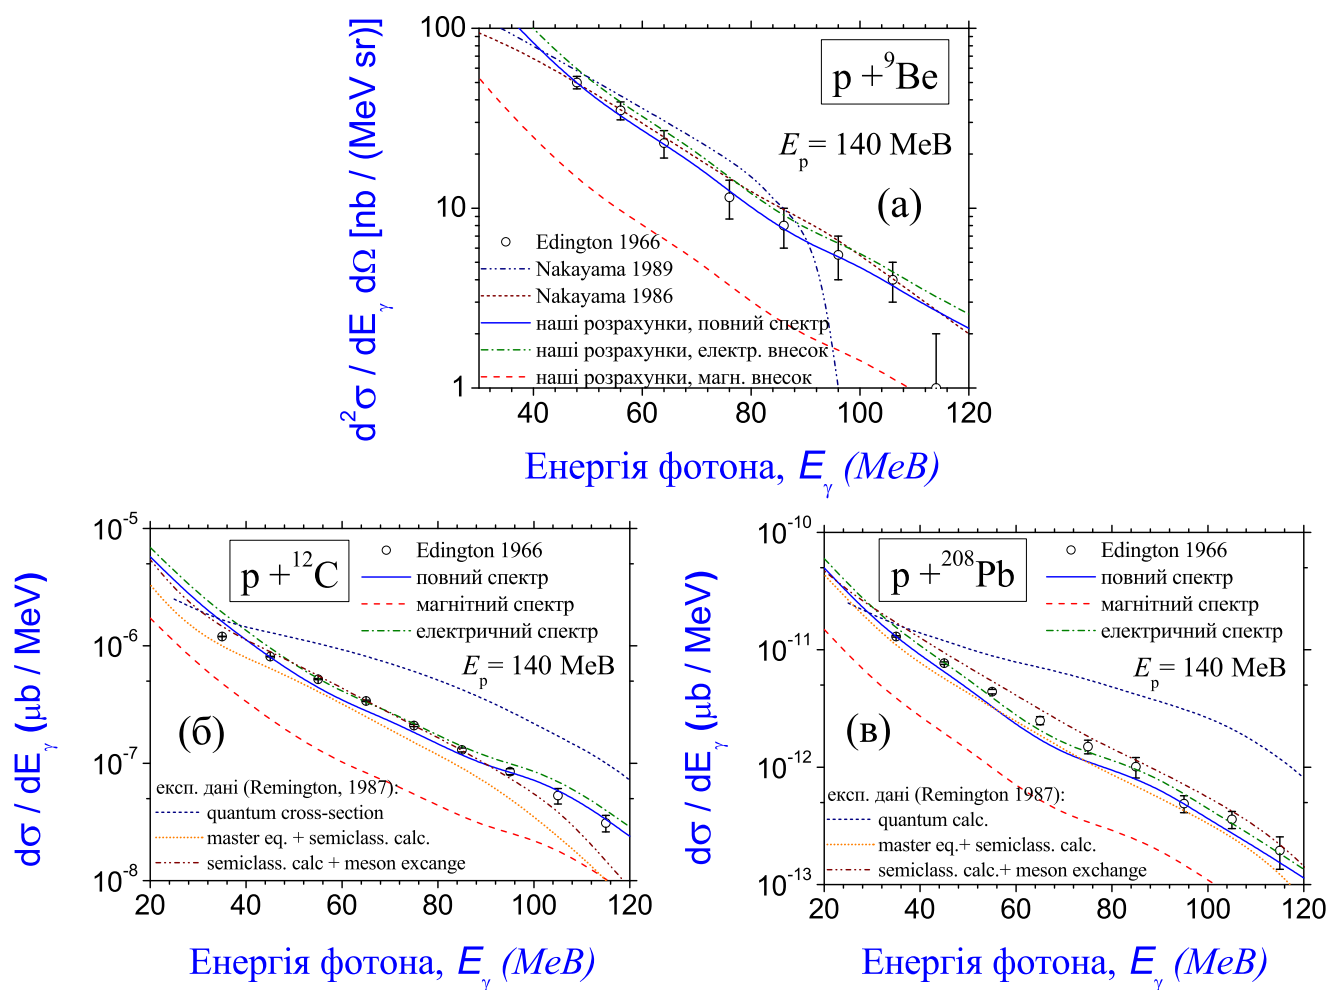 d²σ / dE_γ dΩ [nb / (MeV sr)]
100
10
1
p + ⁹Be
E_p = 140 МеВ
(а)
Edington 1966
Nakayama 1989
Nakayama 1986
наші розрахунки, повний спектр
наші розрахунки, електр. внесок
наші розрахунки, магн. внесок
40 60 80 100 120
Енергія фотона, E_γ (МеВ)
dσ / dE_γ (μb / MeV)
10⁻⁵
10⁻⁶
10⁻⁷
10⁻⁸
p + ¹²C
Edington 1966
повний спектр
магнітний спектр
електричний спектр
E_p = 140 МеВ
(б)
експ. дані (Remington, 1987):
quantum cross-section
master eq. + semiclass. calc.
semiclass. calc + meson excange
20 40 60 80 100 120
Енергія фотона, E_γ (МеВ)
dσ / dE_γ (μb / MeV)
10⁻¹⁰
10⁻¹¹
10⁻¹²
10⁻¹³
p + ²⁰⁸Pb
Edington 1966
повний спектр
магнітний спектр
електричний спектр
E_p = 140 МеВ
(в)
експ. дані (Remington 1987):
quantum calc.
master eq.+ semiclass. calc.
semiclass. calc.+ meson exchange
20 40 60 80 100 120
Енергія фотона, E_γ (МеВ)